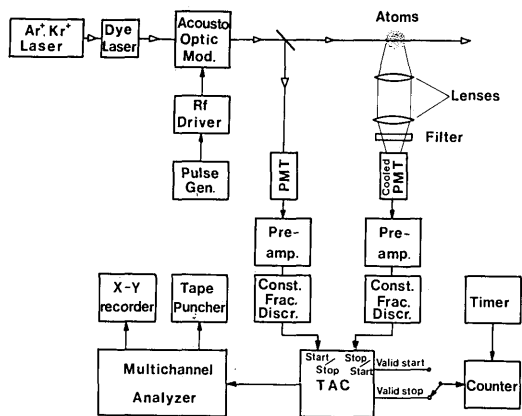 Ar⁺. Kr⁺
Laser
Dye
Laser
Acousto
Optic
Mod.
Atoms
Lenses
Filter
Rf
Driver
Pulse
Gen.
PMT
Cooled
PMT
Pre-
amp.
Pre-
amp.
Const.
Frac.
Discr.
Const.
Frac.
Discr.
X-Y
recorder
Tape
Puncher
Timer
Multichannel
Analyzer
Start/Stop
Stop/Start
TAC
Valid start
Valid stop
Counter